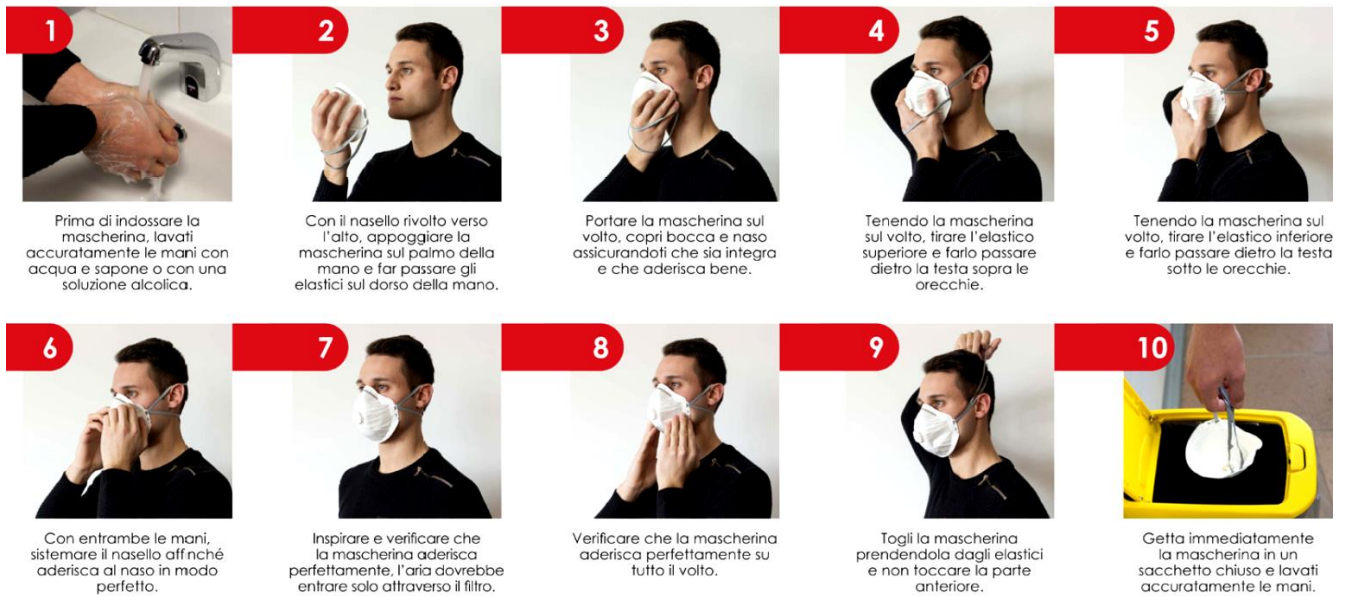 1
Prima di indossare la
mascherina, lavati
accuratamente le mani con
acqua e sapone o con una
soluzione alcolica.
2
Con il nasello rivolto verso
l'alto, appoggiare la
mascherina sul palmo della
mano e far passare gli
elastici sul dorso della mano.
3
Portare la mascherina sul
volto, copri bocca e naso
assicurandoti che sia integra
e che aderisca bene.
4
Tenendo la mascherina
sul volto, tirare l'elastico
superiore e farlo passare
dietro la testa sopra le
orecchie.
5
Tenendo la mascherina sul
volto, tirare l'elastico inferiore
e farlo passare dietro la testa
sotto le orecchie.
6
Con entrambe le mani,
sistemare il nasello aff nché
aderisca al naso in modo
perfetto.
7
Inspirare e verificare che
la mascherina aderisca
perfettamente, l'aria dovrebbe
entrare solo attraverso il filtro.
8
Verificare che la mascherina
aderisca perfettamente su
tutto il volto.
9
Togli la mascherina
prendendola dagli elastici
e non toccare la parte
anteriore.
10
Getta immediatamente
la mascherina in un
sacchetto chiuso e lavati
accuratamente le mani.